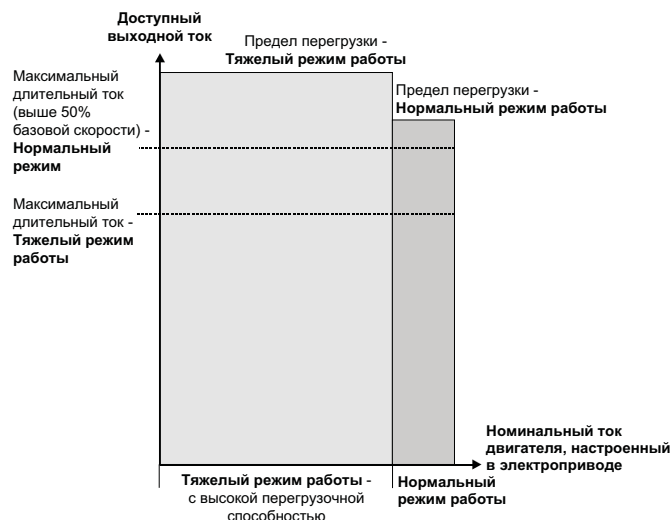 Доступный
выходной ток
Предел перегрузки -
Тяжелый режим работы
Предел перегрузки -
Нормальный режим работы
Максимальный
длительный ток
(выше 50%
базовой скорости) -
Нормальный
режим
Максимальный
длительный ток -
Тяжелый режим
работы
Номинальный ток
двигателя, настроенный
в электроприводе
Тяжелый режим работы -
с высокой перегрузочной
способностью
Нормальный
режим работы